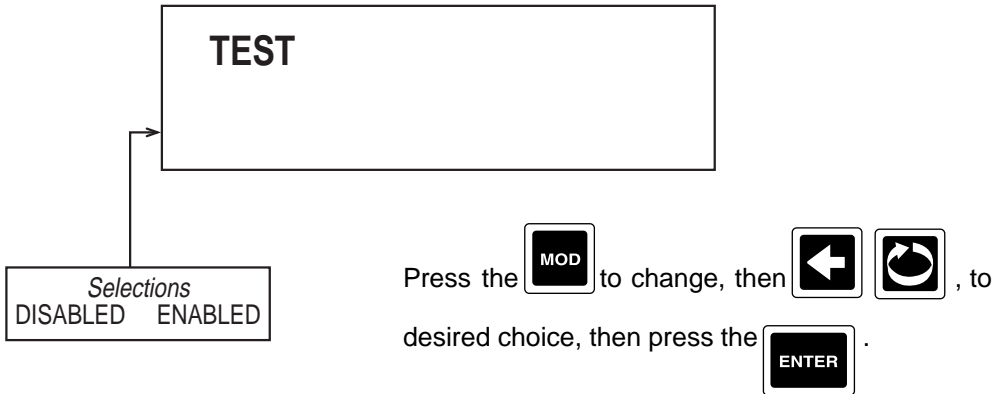 TEST
Selections
DISABLED ENABLED
Press the MOD to change, then , to
desired choice, then press the ENTER .